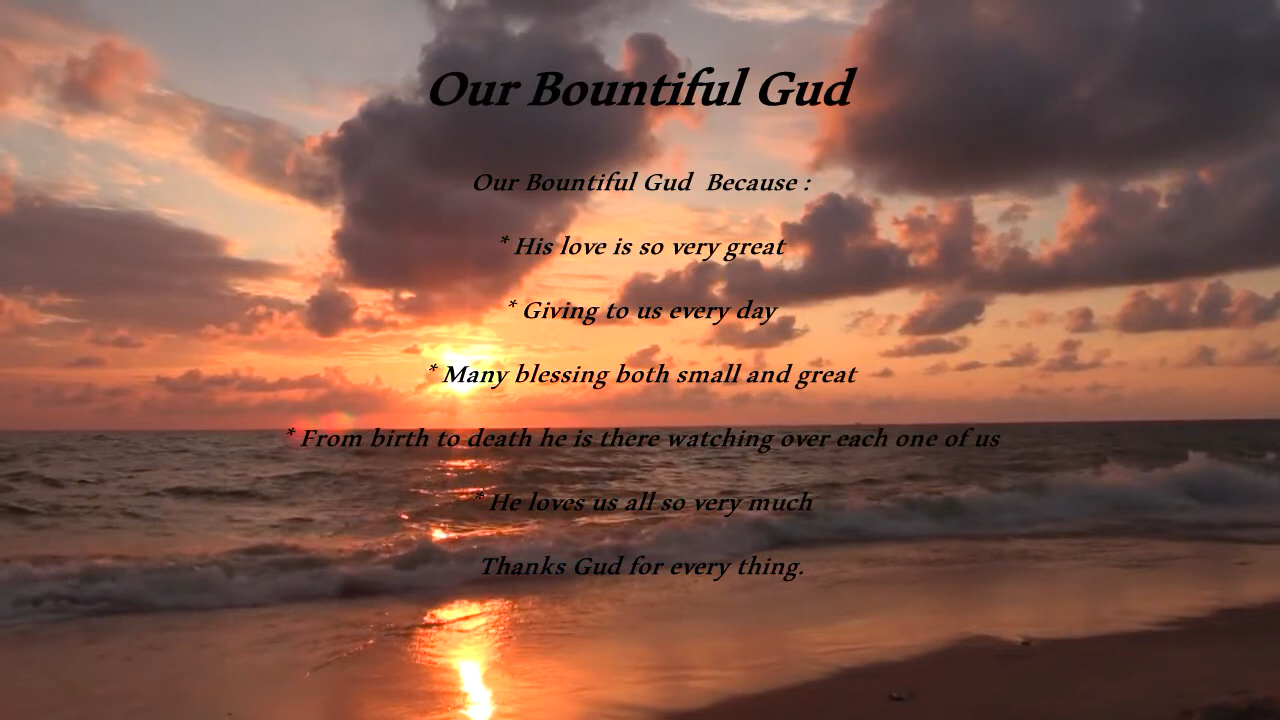 Our Bountiful Gud
Our Bountiful Gud  Because :
* His love is so very great
* Giving to us every day
* Many blessing both small and great
* From birth to death he is there watching over each one of us
* He loves us all so very much
Thanks Gud for every thing.